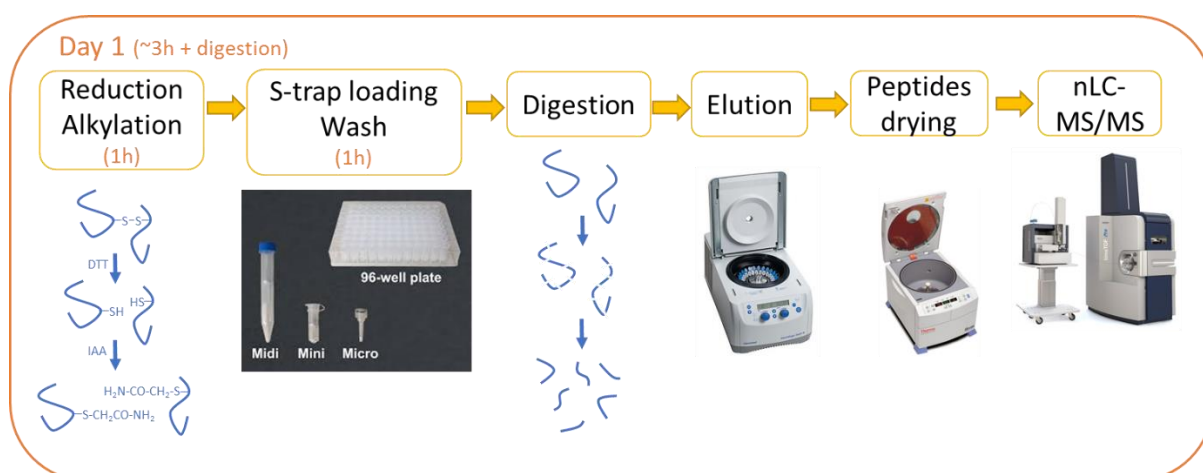 Day 1 (~3h + digestion)
Reduction
Alkylation
(1h)
S-trap loading
Wash
(1h)
Digestion
Elution
Peptides
drying
nLC-
MS/MS
S-S
DTT
SH
HS
IAA
H₂N-CO-CH₂-S
S-CH₂CO-NH₂
96-well plate
Midi
Mini
Micro